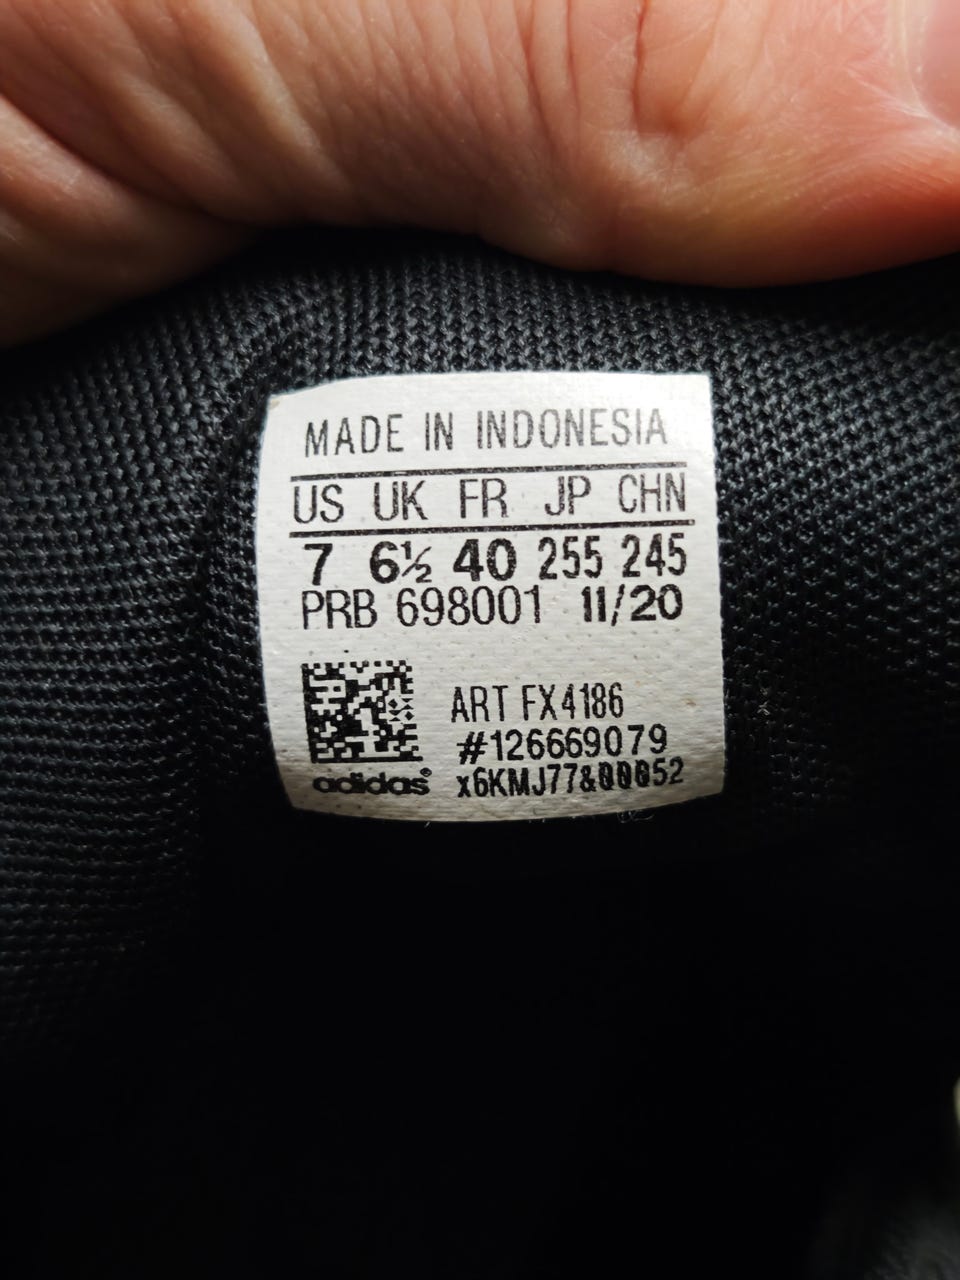 MADE IN INDONESIA
US UK FR JP CHN
7 6½ 40 255 245
PRB 698001 11/20
ART FX4186
#126669079
adidas® x6KMJ77&00052